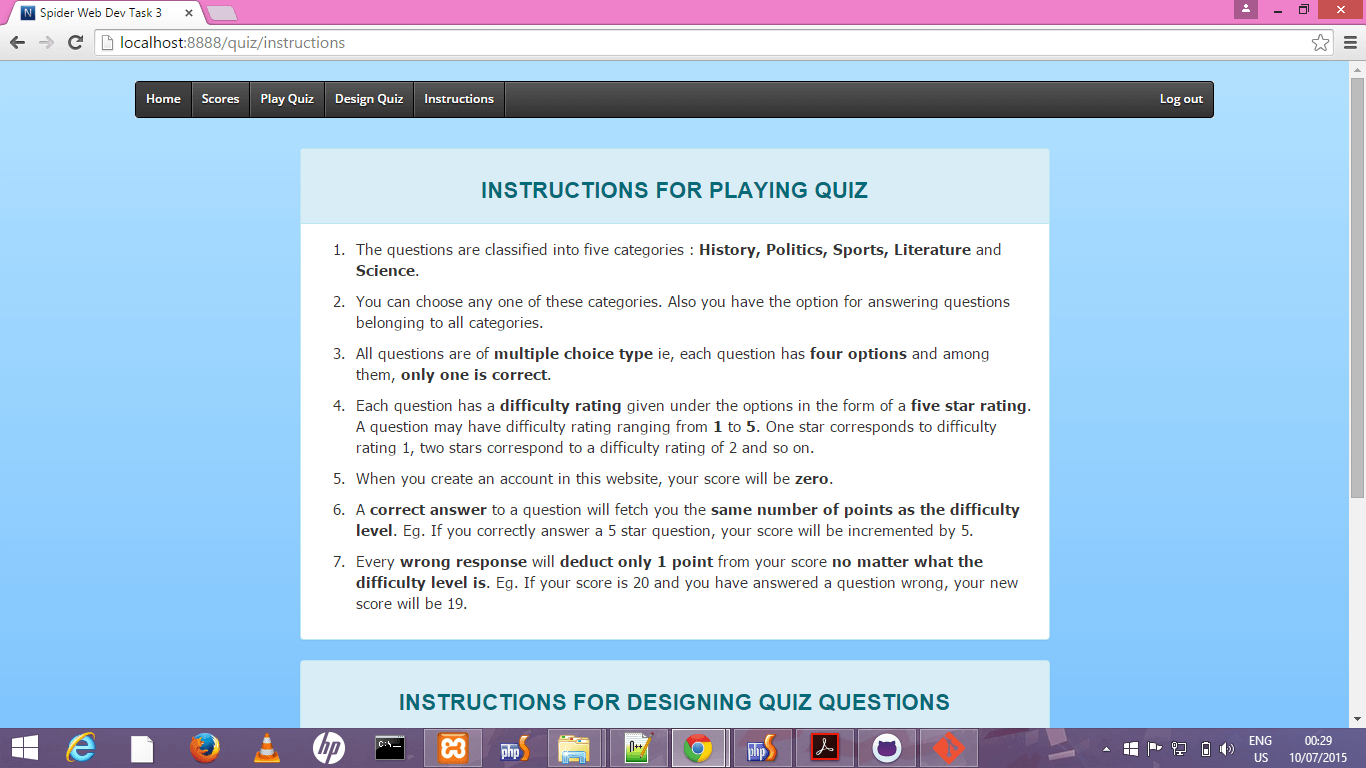 Spider Web Dev Task 3
localhost:8888/quiz/instructions
Home Scores Play Quiz Design Quiz Instructions Log out
INSTRUCTIONS FOR PLAYING QUIZ
1. The questions are classified into five categories : History, Politics, Sports, Literature and
Science.
2. You can choose any one of these categories. Also you have the option for answering questions
belonging to all categories.
3. All questions are of multiple choice type ie, each question has four options and among
them, only one is correct.
4. Each question has a difficulty rating given under the options in the form of a five star rating.
A question may have difficulty rating ranging from 1 to 5. One star corresponds to difficulty
rating 1, two stars correspond to a difficulty rating of 2 and so on.
5. When you create an account in this website, your score will be zero.
6. A correct answer to a question will fetch you the same number of points as the difficulty
level. Eg. If you correctly answer a 5 star question, your score will be incremented by 5.
7. Every wrong response will deduct only 1 point from your score no matter what the
difficulty level is. Eg. If your score is 20 and you have answered a question wrong, your new
score will be 19.
INSTRUCTIONS FOR DESIGNING QUIZ QUESTIONS
ENG 00:29
US 10/07/2015